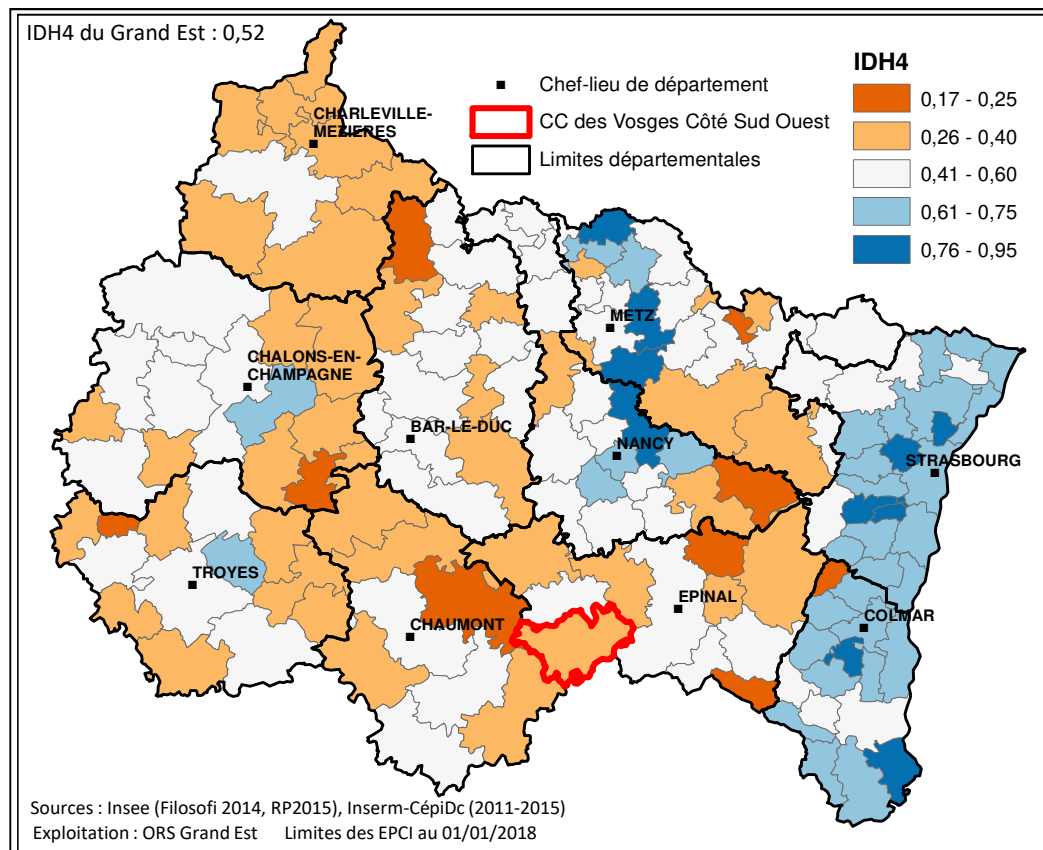 IDH4 du Grand Est : 0,52
IDH4
Chef-lieu de département
CC des Vosges Côté Sud Ouest
Limites départementales
0,17 - 0,25
0,26 - 0,40
0,41 - 0,60
0,61 - 0,75
0,76 - 0,95
CHARLEVILLE-
MEZIERES
METZ
CHALONS-EN-
CHAMPAGNE
BAR-LE-DUC
NANCY
STRASBOURG
TROYES
CHAUMONT
EPINAL
COLMAR
Sources : Insee (Filosofi 2014, RP2015), Inserm-CépiDc (2011-2015)
Exploitation : ORS Grand Est Limites des EPCI au 01/01/2018